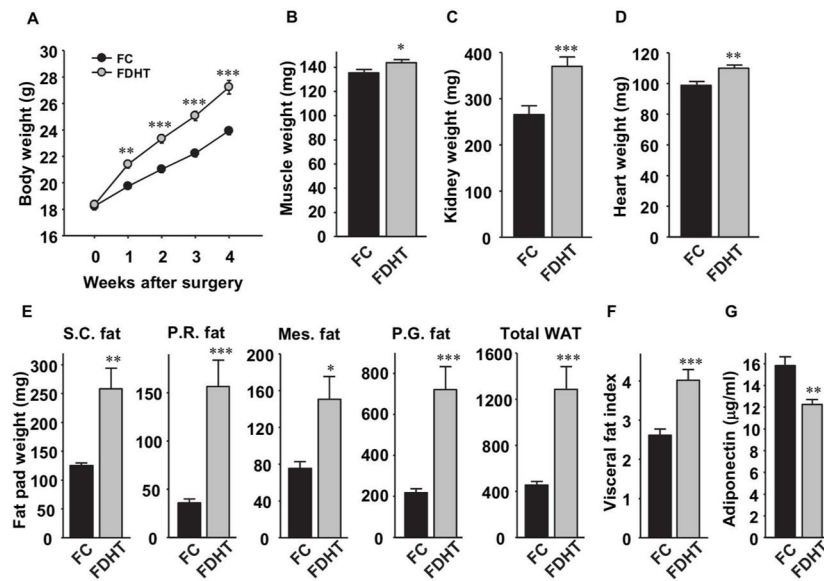 A
FC
FDHT
Body weight (g)
30
28
26
24
22
20
18
16
**
***
***
***
0 1 2 3 4
Weeks after surgery
B
Muscle weight (mg)
160
140
120
100
80
60
40
20
0
*
FC
FDHT
C
Kidney weight (mg)
400
300
200
100
0
***
FC
FDHT
D
Heart weight (mg)
120
100
80
60
40
20
0
**
FC
FDHT
E
Fat pad weight (mg)
S.C. fat
300
250
200
150
100
50
0
**
FC
FDHT
P.R. fat
150
100
50
0
***
FC
FDHT
Mes. fat
160
120
80
40
0
*
FC
FDHT
P.G. fat
800
600
400
200
0
***
FC
FDHT
Total WAT
1600
1200
800
400
0
***
FC
FDHT
F
Visceral fat index
4
3
2
1
0
***
FC
FDHT
G
Adiponectin (μg/ml)
16
14
12
10
8
6
4
2
0
**
FC
FDHT